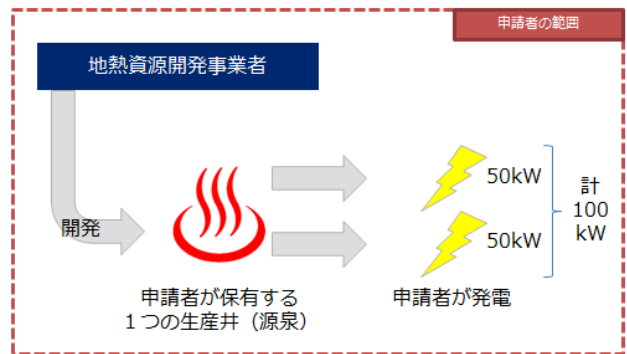 申請者の範囲
地熱資源開発事業者
開発
50kW
50kW
計
100
kW
申請者が保有する
１つの生産井（源泉）
申請者が発電